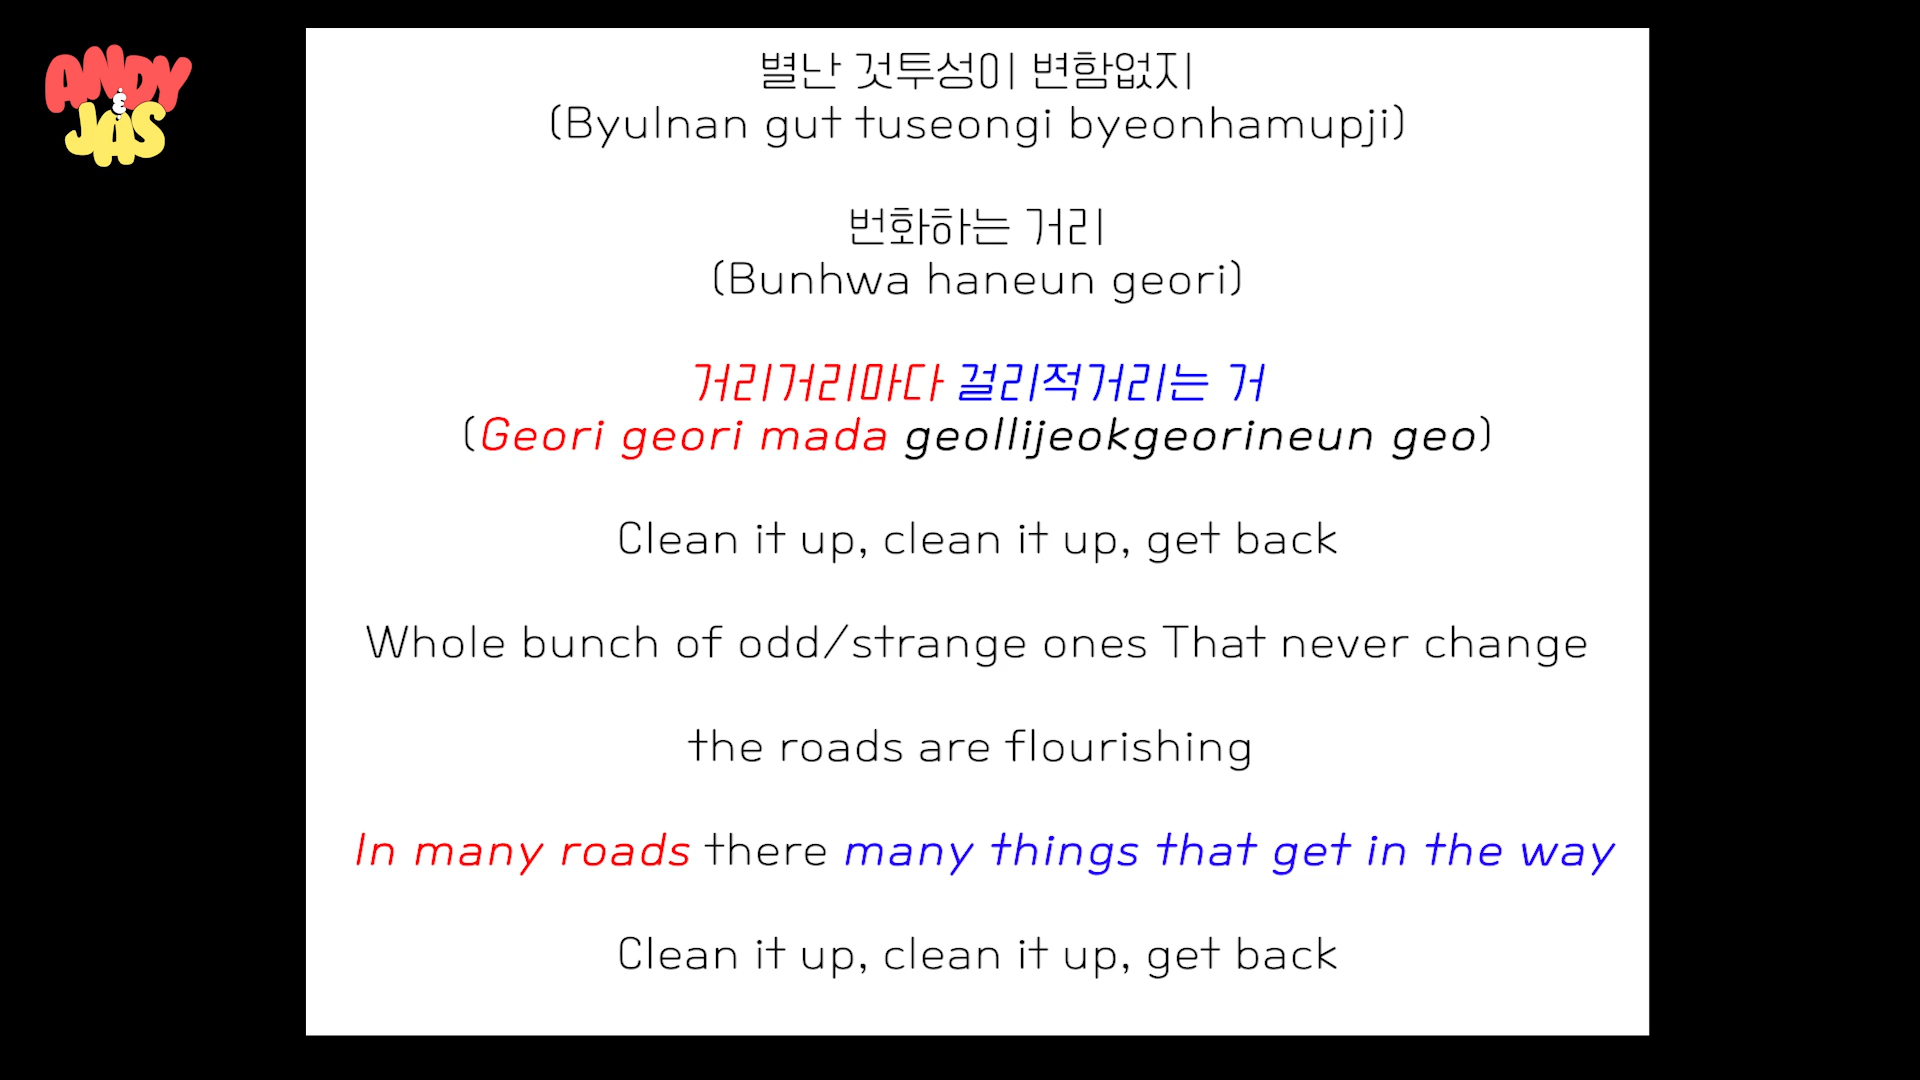 ANDY
&
JAS
별난 것투성이 변함없지
(Byulnan gut tuseongi byeonhamupji)
번화하는 거리
(Bunhwa haneun geori)
거리거리마다 걸리적거리는 거
(Geori geori mada geollijeokgeorineun geo)
Clean it up, clean it up, get back
Whole bunch of odd/strange ones That never change
the roads are flourishing
In many roads there many things that get in the way
Clean it up, clean it up, get back